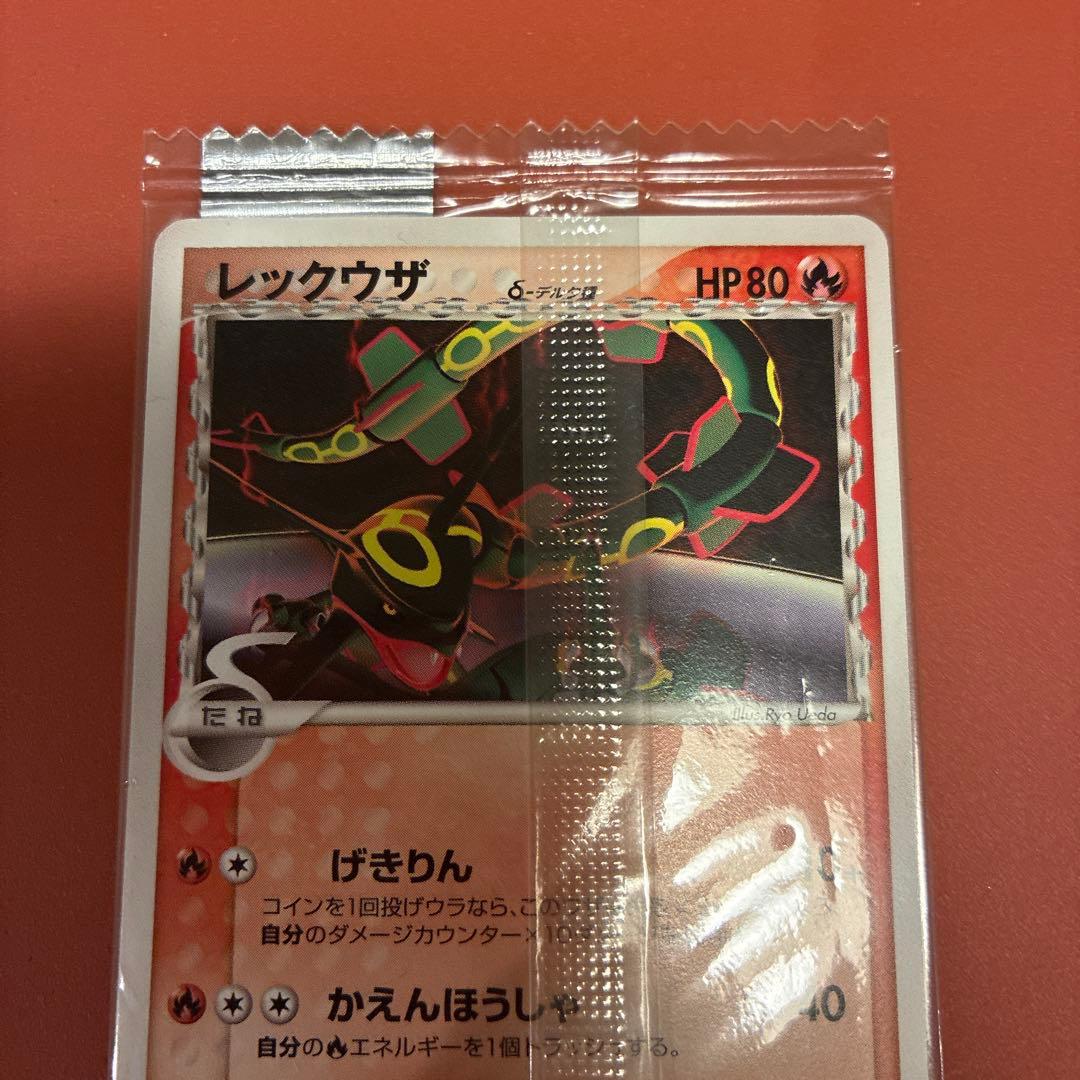 レックウザ δ-デルタ種 HP80
たね
Illus. Ryo Ueda
げきりん
コインを1回投げウラなら、この
自分のダメージカウンター×10
かえんほうしゃ 40
自分のエネルギーを1個トラッシュする。